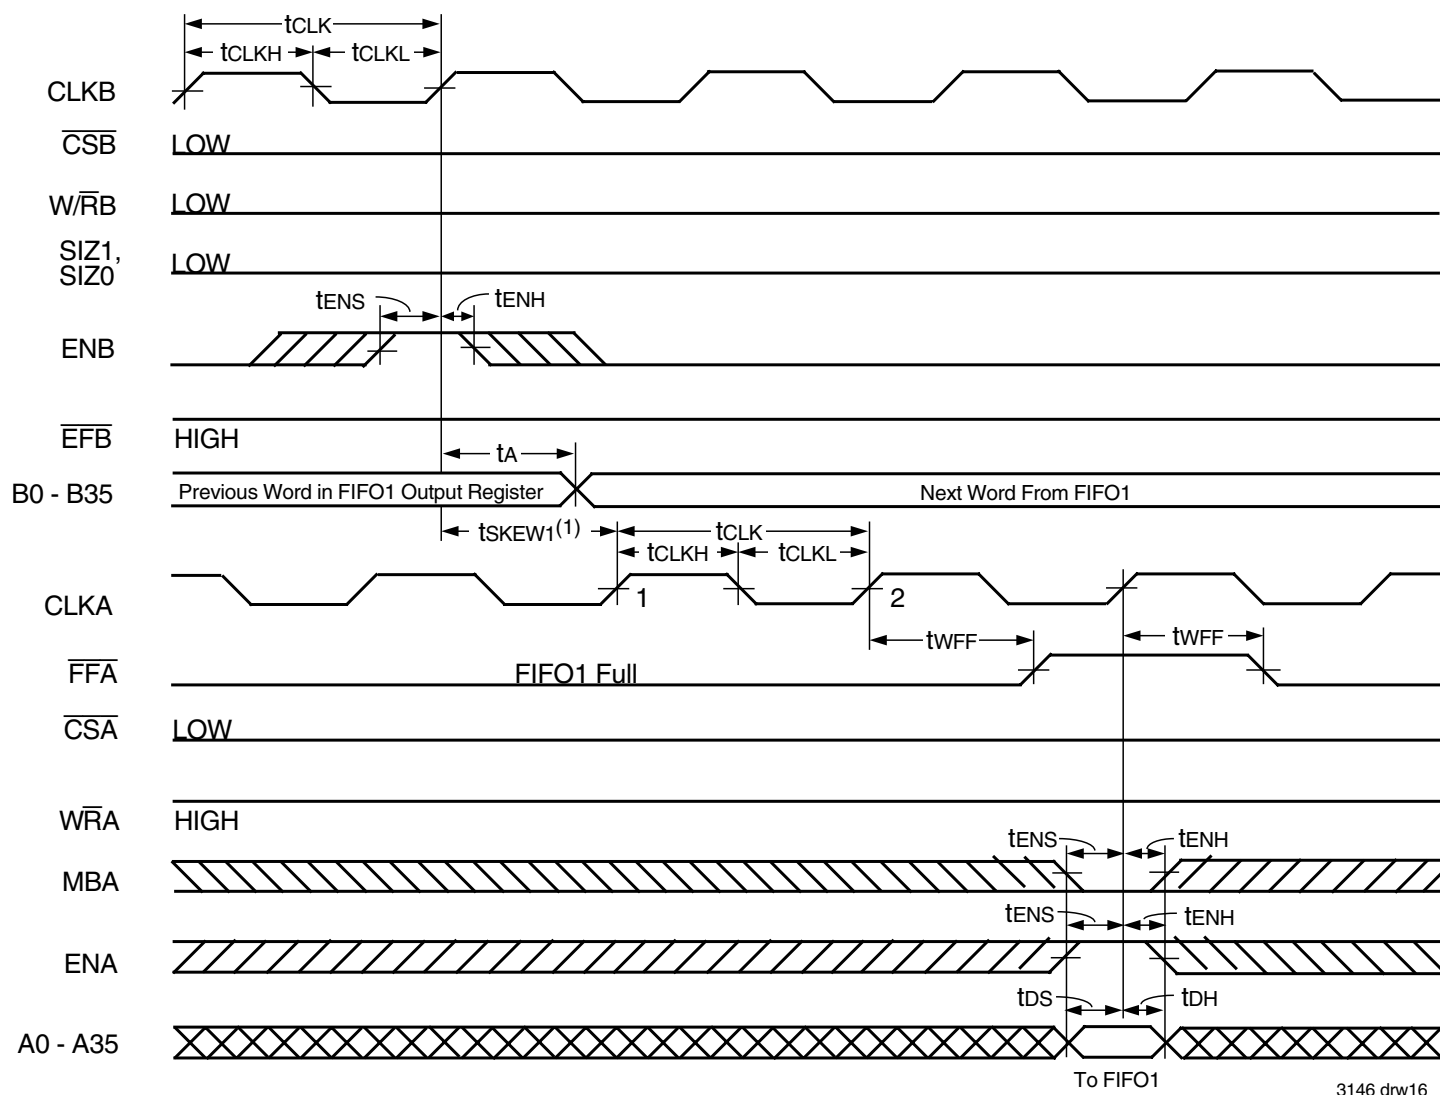 tCLK
tCLKH tCLKL
CLKB
CSB LOW
W/RB LOW
SIZ1,
SIZ0 LOW
tENS tENH
ENB
EFB HIGH
tA
B0 - B35 Previous Word in FIFO1 Output Register Next Word From FIFO1
tSKEW1(1) tCLK
tCLKH tCLKL
CLKA 1 2
tWFF tWFF
FFA FIFO1 Full
CSA LOW
WRA HIGH
tENS tENH
MBA
tENS tENH
ENA
tDS tDH
A0 - A35
To FIFO1
3146 drw16